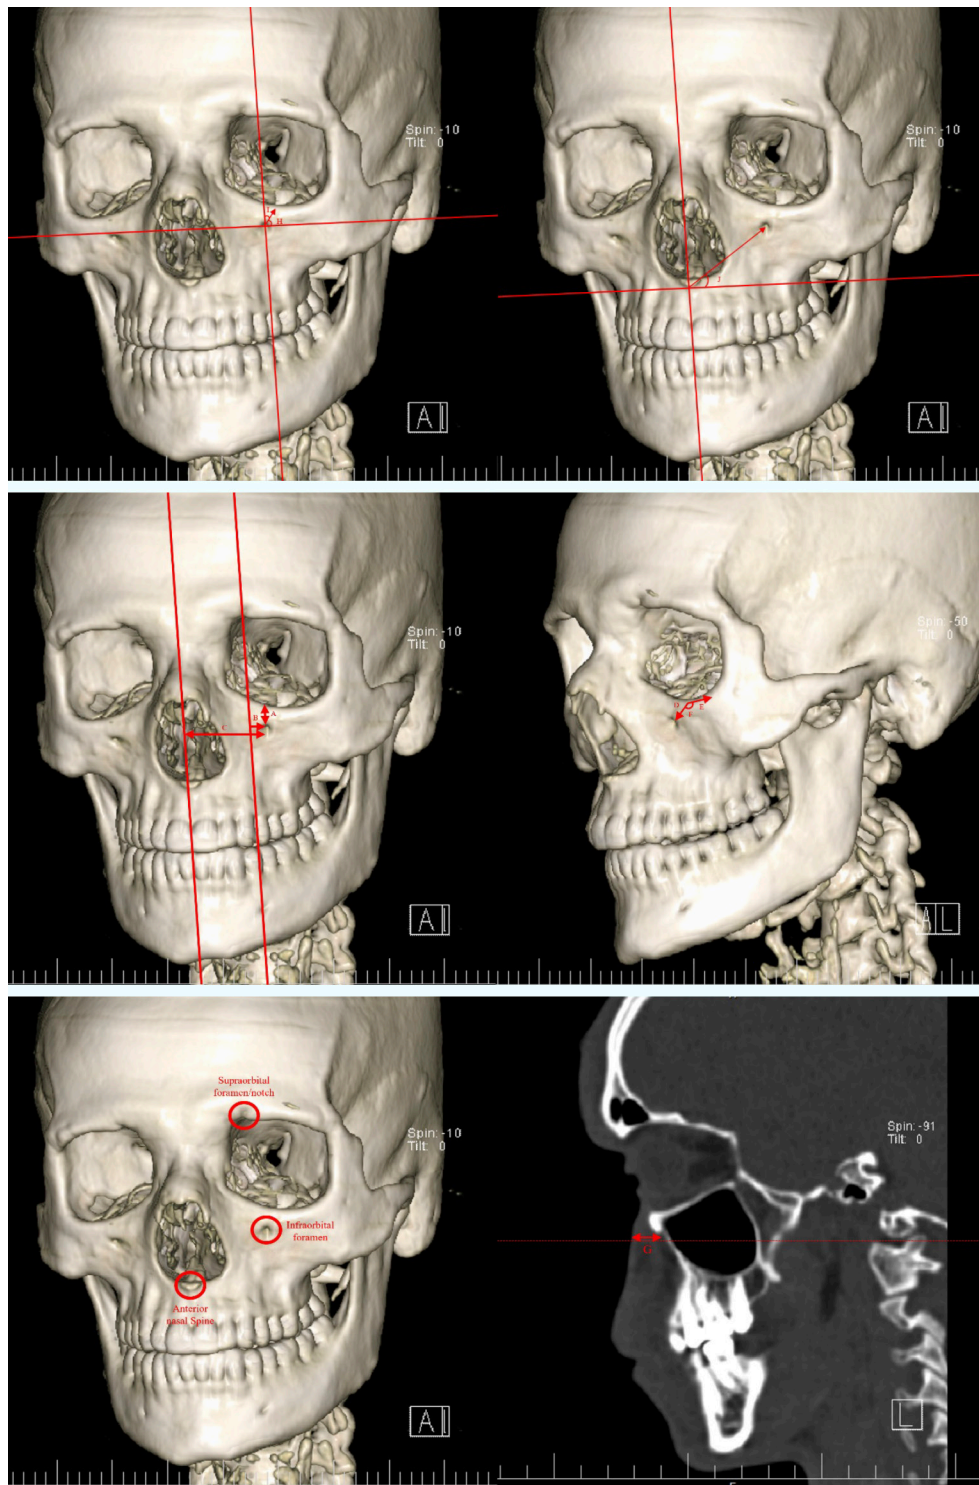 Spin: -10
Tilt: 0
I
H
A
Spin: -10
Tilt: 0
J
A
Spin: -10
Tilt: 0
A
B
C
A
Spin: -50
Tilt: 0
D
E
F
A L
Supraorbital
foramen/notch
Spin: -10
Tilt: 0
Infraorbital
foramen
Anterior
nasal Spine
A
Spin: -91
Tilt: 0
G
L